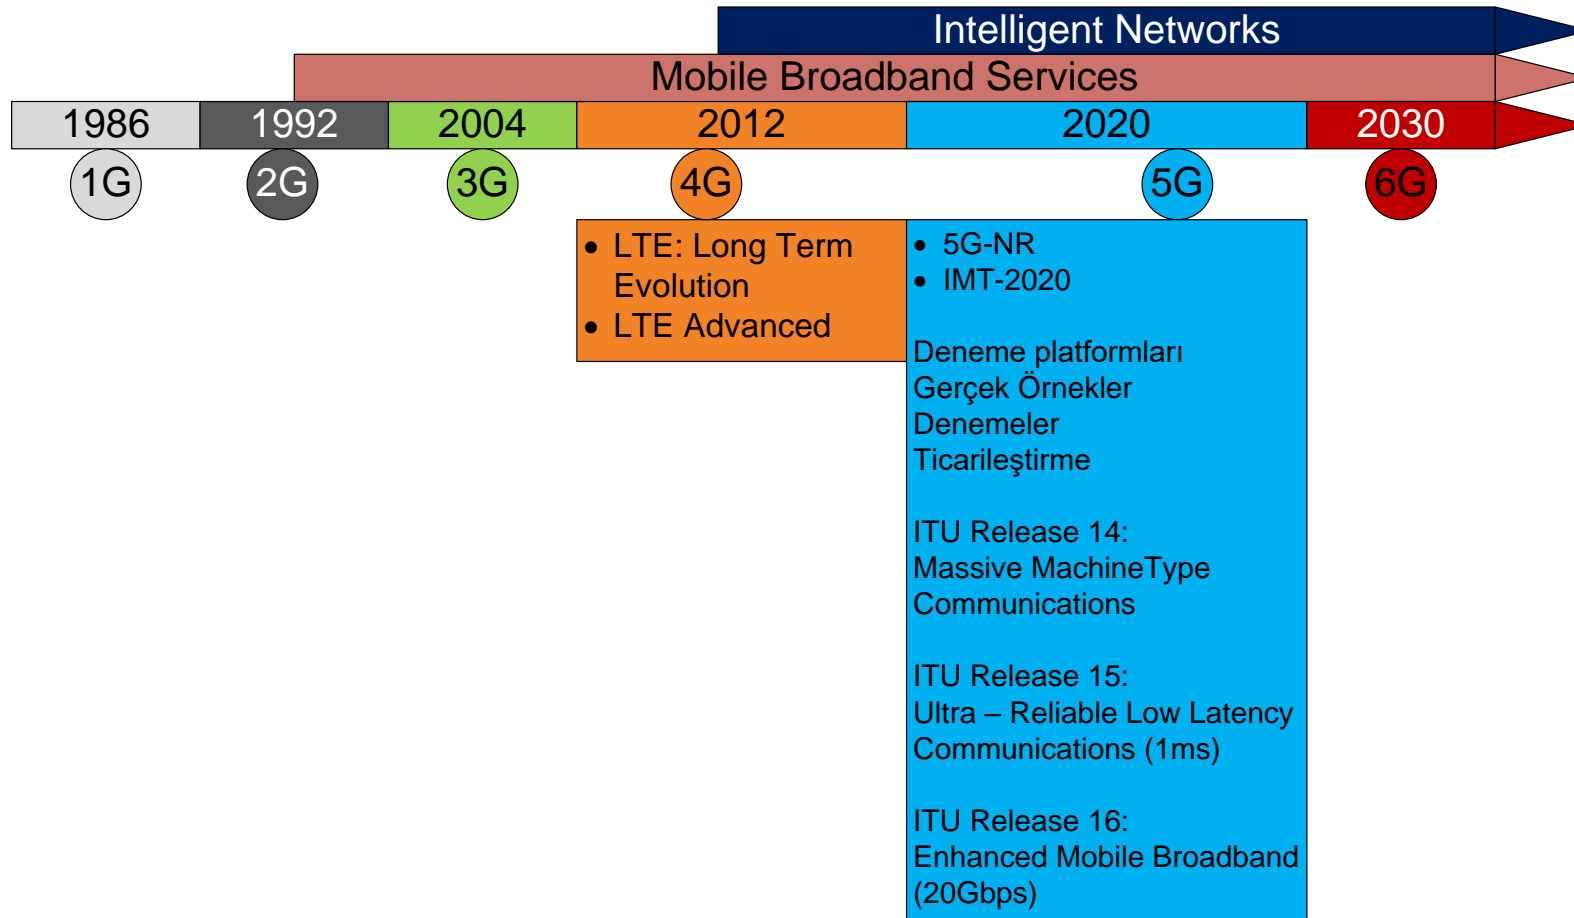 Intelligent Networks
Mobile Broadband Services
1986 1992 2004 2012 2020 2030
1G 2G 3G 4G 5G 6G
• LTE: Long Term
Evolution
• LTE Advanced
• 5G-NR
• IMT-2020
Deneme platformları
Gerçek Örnekler
Denemeler
Ticarileştirme
ITU Release 14:
Massive MachineType
Communications
ITU Release 15:
Ultra – Reliable Low Latency
Communications (1ms)
ITU Release 16:
Enhanced Mobile Broadband
(20Gbps)